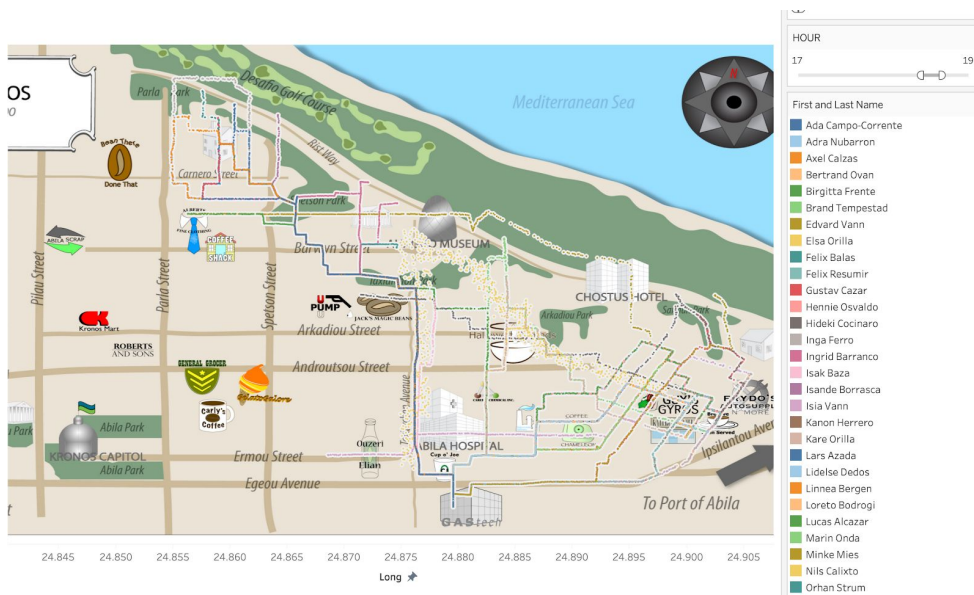 OS
Parla Park
Desafio Golf Course
Mediterranean Sea
N
Rist Way
Bean There
Done That
Carnero Street
ABILA SCRAP
COFFEE
SHACK
MUSEUM
Pilau Street
Parla Street
Spetson Street
CHOSTUS HOTEL
U
PUMP
JACK'S MAGIC BEANS
Arkadiou Park
Kronos Mart
Arkadiou Street
ROBERTS
AND SONS
GENERAL GROCER
Androutsou Street
GelatoGalore
Carly's
Coffee
GYROS
COFFEE
CHAMELEON
Abila Park
KRONOS CAPITOL
Abila Park
Ouzeri
Elian
ABILA HOSPITAL
Cup o' Joe
Ermou Street
Ipsilantou Aven
Egeou Avenue
GAStech
To Port of Abila
24.845
24.850
24.855
24.860
24.865
24.870
24.875
24.880
24.885
24.890
24.895
24.900
24.905
Long
HOUR
17
19
First and Last Name
Ada Campo-Corrente
Adra Nubarron
Axel Calzas
Bertrand Ovan
Birgitta Frente
Brand Tempestad
Edvard Vann
Elsa Orilla
Felix Balas
Felix Resumir
Gustav Cazar
Hennie Osvaldo
Hideki Cocinaro
Inga Ferro
Ingrid Barranco
Isak Baza
Isande Borrasca
Isia Vann
Kanon Herrero
Kare Orilla
Lars Azada
Lidelse Dedos
Linnea Bergen
Loreto Bodrogi
Lucas Alcazar
Marin Onda
Minke Mies
Nils Calixto
Orhan Strum